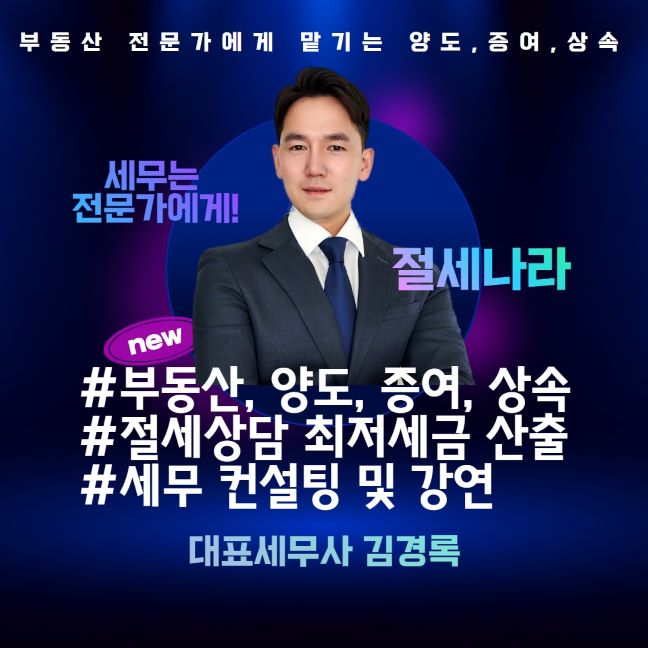 부동산 전문가에게 맡기는 양도,증여,상속
세무는
전문가에게!
절세나라
new
#부동산, 양도, 증여, 상속
#절세상담 최저세금 산출
#세무 컨설팅 및 강연
대표세무사 김경록